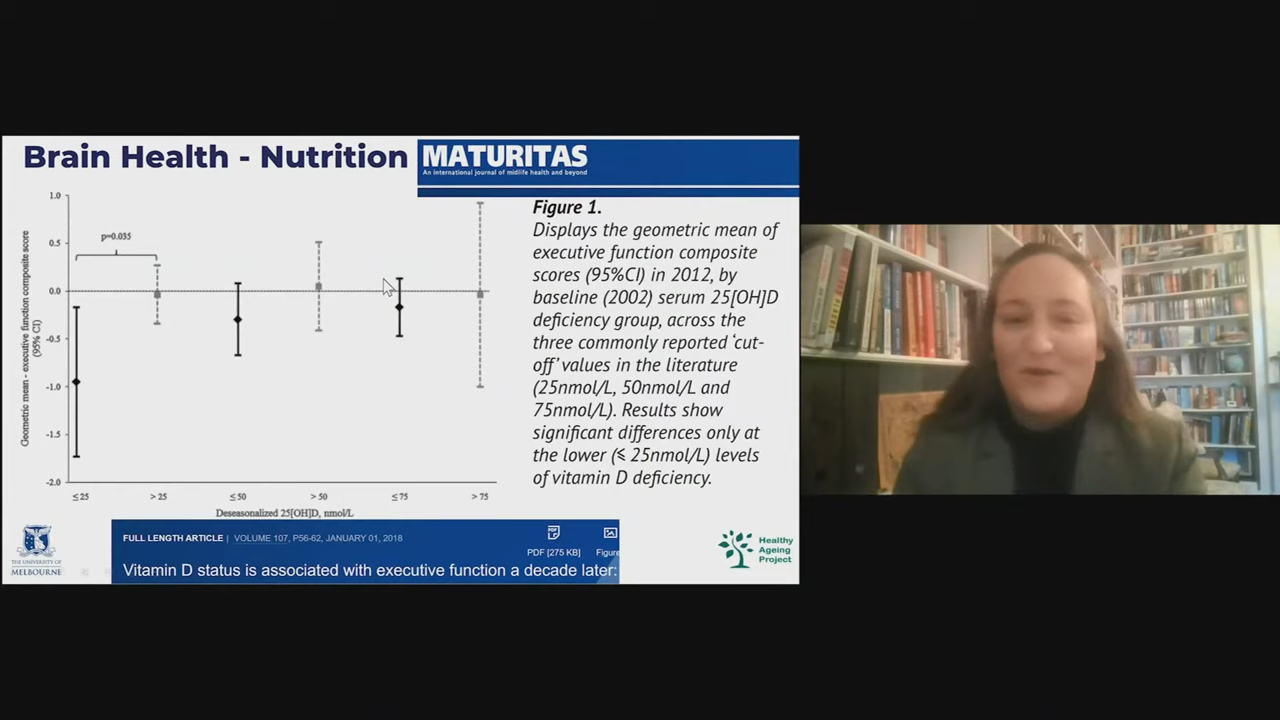 Brain Health - Nutrition
MATURITAS
An international journal of midlife health and beyond
1.0
0.5
0.0
-0.5
-1.0
-1.5
-2.0
Geometric mean - executive function composite score
(95% CI)
p=0.035
≤25
> 25
≤50
> 50
≤ 75
> 75
Deseasonalized 25[OH]D, nmol/L
Figure 1.
Displays the geometric mean of
executive function composite
scores (95%CI) in 2012, by
baseline (2002) serum 25[OH]D
deficiency group, across the
three commonly reported ‘cut-
off’ values in the literature
(25nmol/L, 50nmol/L and
75nmol/L). Results show
significant differences only at
the lower (⩽ 25nmol/L) levels
of vitamin D deficiency.
THE UNIVERSITY OF
MELBOURNE
FULL LENGTH ARTICLE | VOLUME 107, P56-62, JANUARY 01, 2018
PDF
PDF [275 KB]
Figure
Vitamin D status is associated with executive function a decade later:
Healthy
Ageing
Project